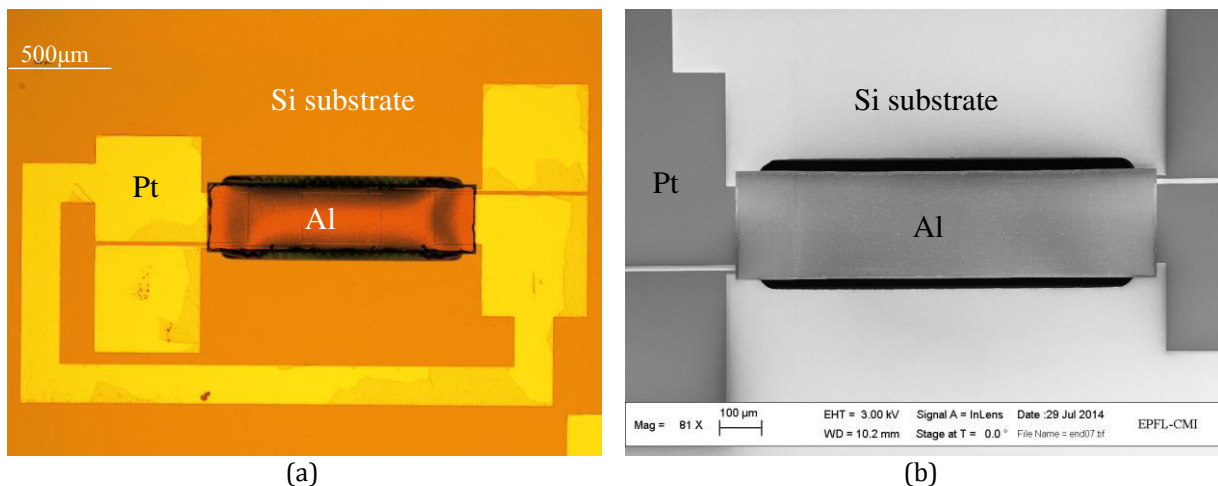 500μm
Si substrate
Pt
Al
(a)
Si substrate
Pt
Al
Mag = 81 X
100 μm
EHT = 3.00 kV Signal A = InLens Date :29 Jul 2014
WD = 10.2 mm Stage at T = 0.0 ° File Name = end07.tif
EPFL-CMI
(b)